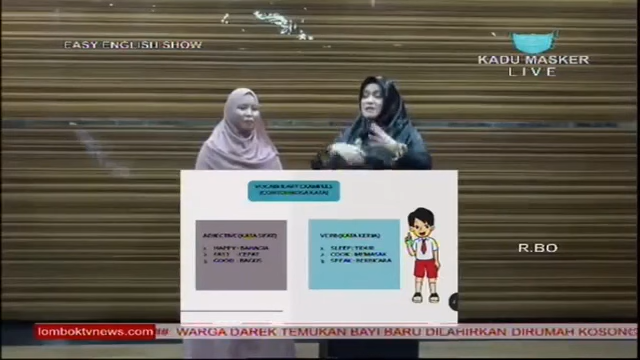 EASY ENGLISH SHOW
KADU MASKER
LIVE
VOCABULARY EXAMPLE
(CONTOH KOSA KATA)
ADJECTIVE (KATA SIFAT)
1. HAPPY : BAHAGIA
2. FAST : CEPAT
3. GOOD : BAGUS
VERB (KATA KERJA)
1. SLEEP : TIDUR
2. COOK : MEMASAK
3. SPEAK : BERBICARA
R.BO
lomboktvnews.com
## WARGA DAREK TEMUKAN BAYI BARU DILAHIRKAN DIRUMAH KOSONG